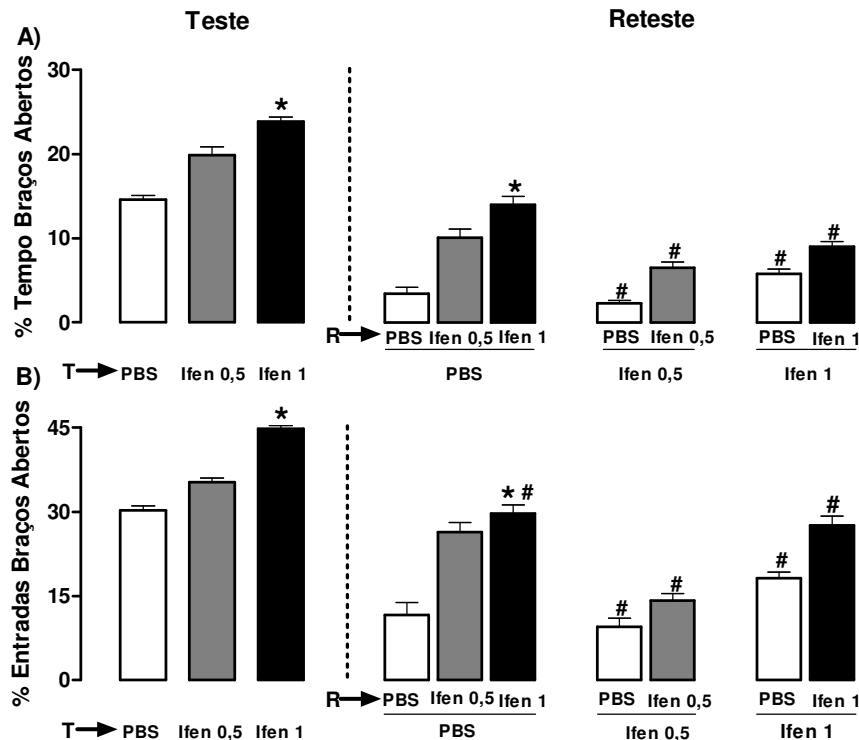 Teste
Reteste
A)
% Tempo Braços Abertos
30
20
10
0
*
*
# # # #
R PBS Ifen 0,5 Ifen 1 PBS Ifen 0,5 PBS Ifen 1
T PBS Ifen 0,5 Ifen 1 PBS Ifen 0,5 Ifen 1
B)
% Entradas Braços Abertos
45
30
15
0
*
* #
# # # #
R PBS Ifen 0,5 Ifen 1 PBS Ifen 0,5 PBS Ifen 1
T PBS Ifen 0,5 Ifen 1 PBS Ifen 0,5 Ifen 1